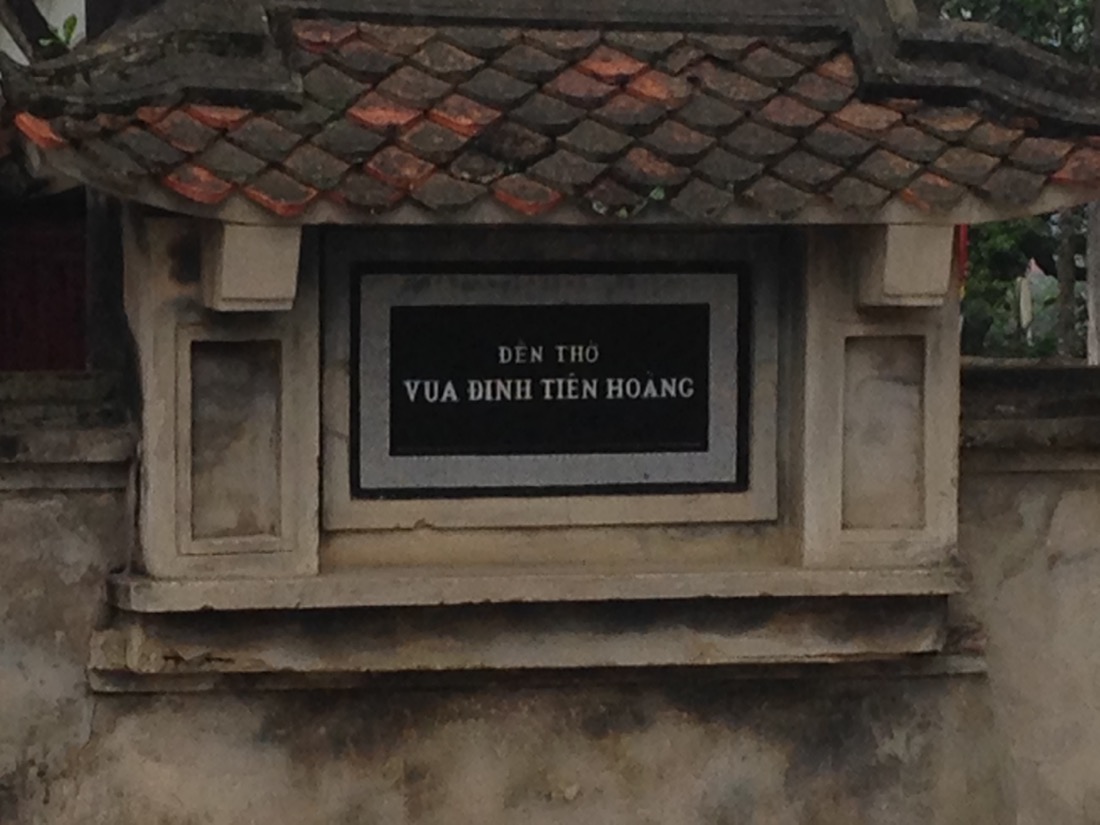 ĐỀN THỜ
VUA ĐINH TIÊN HOÀNG